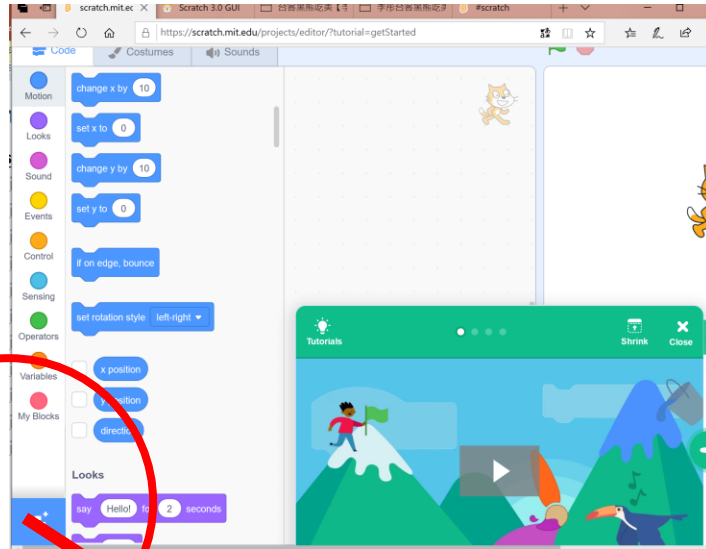 scratch.mit.ec
Scratch 3.0 GUI
#scratch
https://scratch.mit.edu/projects/editor/?tutorial=getStarted
Code
Costumes
Sounds
Motion
Looks
Sound
Events
Control
Sensing
Operators
Variables
My Blocks
change x by 10
set x to 0
change y by 10
set y to 0
if on edge, bounce
set rotation style left-right
x position
y position
direction
Looks
say Hello! for 2 seconds
Tutorials
Shrink
Close